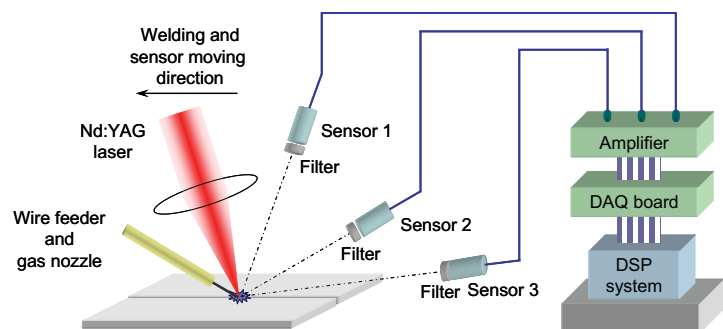 Welding and
sensor moving
direction
Nd:YAG
laser
Sensor 1
Filter
Wire feeder
and
gas nozzle
Sensor 2
Filter
Filter
Sensor 3
Amplifier
DAQ board
DSP
system